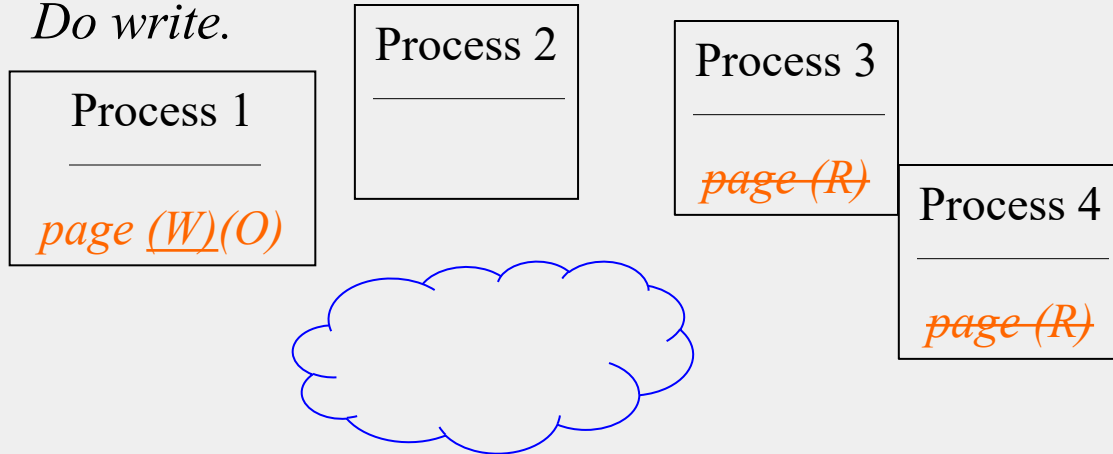 Do write.
Process 1
page (W)(O)
Process 2
Process 3
page (R)
Process 4
page (R)